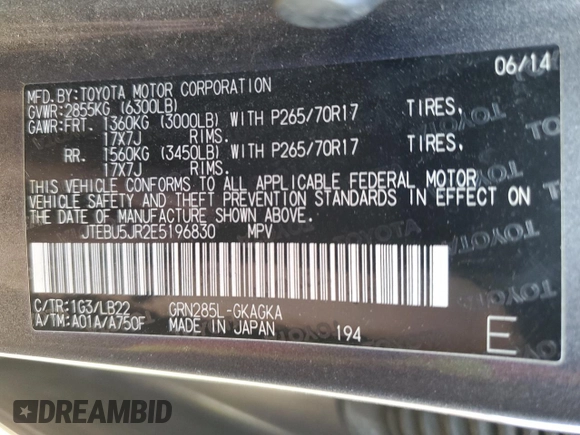 06/14
MFD.BY:TOYOTA MOTOR CORPORATION
GVWR:2855KG (6300LB)
GAWR:FRT. 1360KG (3000LB) WITH P265/70R17 TIRES.
17X7J RIMS.
RR. 1560KG (3450LB) WITH P265/70R17 TIRES.
17X7J RIMS.
THIS VEHICLE CONFORMS TO ALL APPLICABLE FEDERAL MOTOR
VEHICLE SAFETY AND THEFT PREVENTION STANDARDS IN EFFECT ON
THE DATE OF MANUFACTURE SHOWN ABOVE.
JTEBU5JR2E5196830 MPV
C/TR:1G3/LB22 GRN285L-GKAGKA
A/TM:A01A/A750F MADE IN JAPAN 194
E
DREAMBID